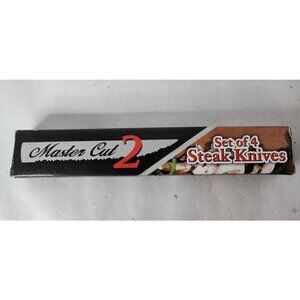 Master Cut 2
Set of 4
Steak Knives